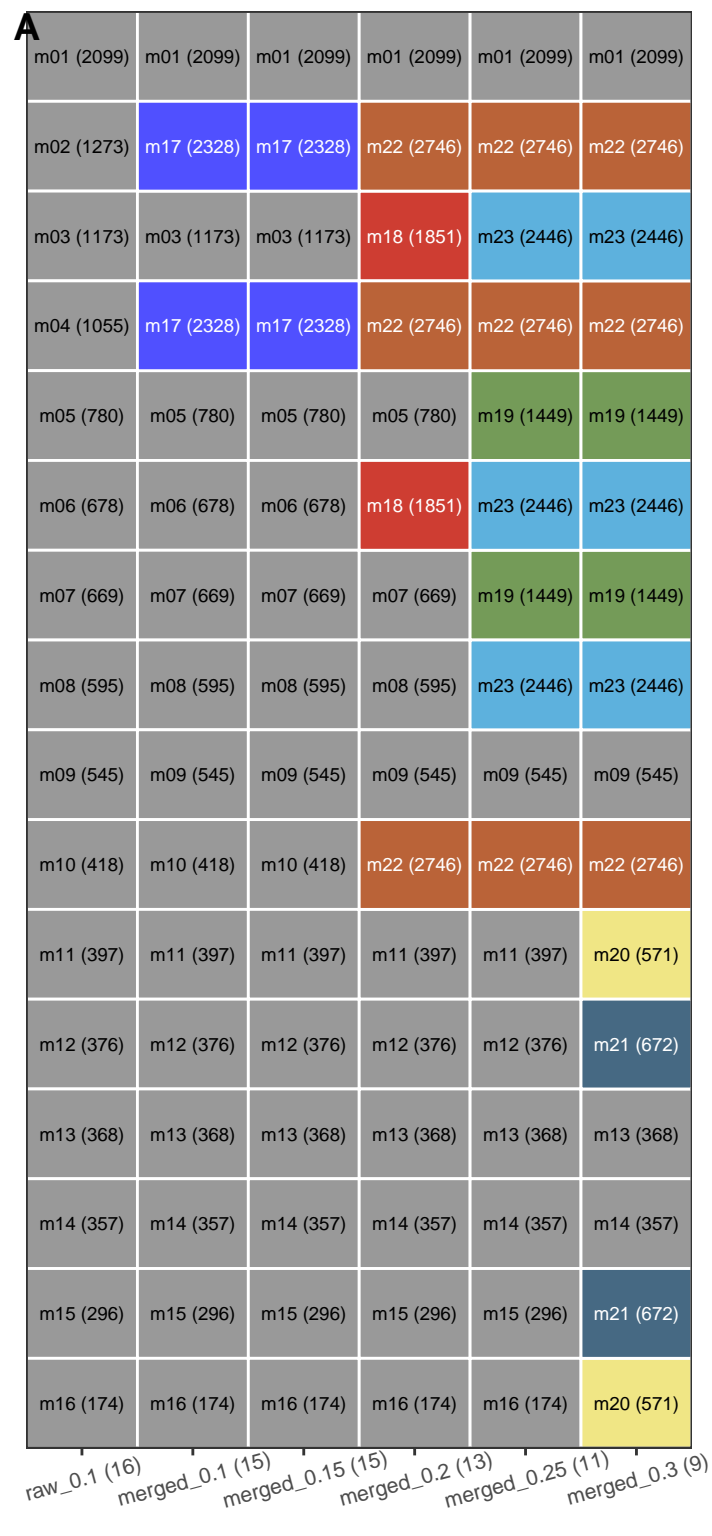 A
m01 (2099) m01 (2099) m01 (2099) m01 (2099) m01 (2099) m01 (2099)
m02 (1273) m17 (2328) m17 (2328) m22 (2746) m22 (2746) m22 (2746)
m03 (1173) m03 (1173) m03 (1173) m18 (1851) m23 (2446) m23 (2446)
m04 (1055) m17 (2328) m17 (2328) m22 (2746) m22 (2746) m22 (2746)
m05 (780) m05 (780) m05 (780) m05 (780) m19 (1449) m19 (1449)
m06 (678) m06 (678) m06 (678) m18 (1851) m23 (2446) m23 (2446)
m07 (669) m07 (669) m07 (669) m07 (669) m19 (1449) m19 (1449)
m08 (595) m08 (595) m08 (595) m08 (595) m23 (2446) m23 (2446)
m09 (545) m09 (545) m09 (545) m09 (545) m09 (545) m09 (545)
m10 (418) m10 (418) m10 (418) m22 (2746) m22 (2746) m22 (2746)
m11 (397) m11 (397) m11 (397) m11 (397) m11 (397) m20 (571)
m12 (376) m12 (376) m12 (376) m12 (376) m12 (376) m21 (672)
m13 (368) m13 (368) m13 (368) m13 (368) m13 (368) m13 (368)
m14 (357) m14 (357) m14 (357) m14 (357) m14 (357) m14 (357)
m15 (296) m15 (296) m15 (296) m15 (296) m15 (296) m21 (672)
m16 (174) m16 (174) m16 (174) m16 (174) m16 (174) m20 (571)
raw_0.1 (16) merged_0.1 (15) merged_0.15 (15) merged_0.2 (13) merged_0.25 (11) merged_0.3 (9)